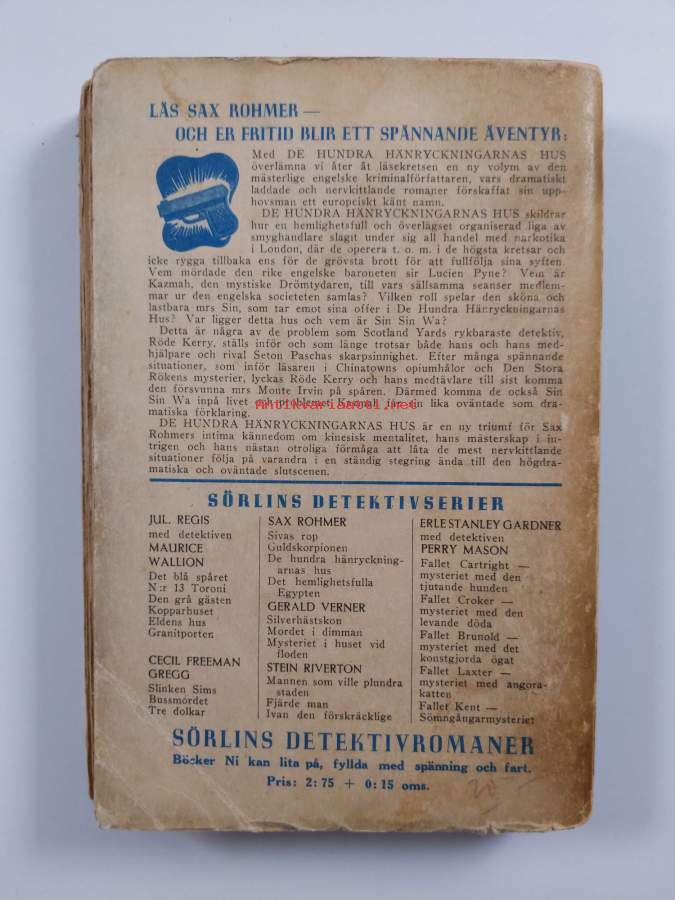 LÄS SAX ROHMER —
OCH ER FRITID BLIR ETT SPÄNNANDE ÄVENTYR:
Med DE HUNDRA HÄNRYCKNINGARNAS HUS
överlämna vi åter åt läsekretsen en ny volym av den
mästerlige engelske kriminalförfattaren, vars dramatiskt
laddade och nervkittlande romaner förskaffat sin upp-
hovsman ett europeiskt känt namn.
DE HUNDRA HÄNRYCKNINGARNAS HUS skildrar
hur en hemlighetsfull och överlägset organiserad liga av
smyghandlare slagit under sig all handel med narkotika
i London, där de operera t. o. m. i de högsta kretsar och
icke rygga tillbaka ens för de grövsta brott för att fullfölja sina syften.
Vem mördade den rike engelske baroneten sir Lucien Pyne? Vem är
Kazmah, den mystiske Drömtydaren, till vars sällsamma seanser medlem-
mar ur den engelska societeten samlas? Vilken roll spelar den sköna och
lastbara mrs Sin, som tar emot sina offer i De Hundra Hänryckningarnas
Hus? Var ligger detta hus och vem är Sin Sin Wa?
Detta är några av de problem som Scotland Yards rykbaraste detektiv,
Röde Kerry, ställs inför och som länge trotsar både hans och hans med-
hjälpare och rival Seton Paschas skarpsinnighet. Efter många spännande
situationer, som inför läsaren i Chinatowns opiumhålor och Den Stora
Rökens mysterier, lyckas Röde Kerry och hans medtävlare till sist komma
den försvunna mrs Monte Irvin på spåren. Därmed komma de också Sin
Sin Wa inpå livet och problemet Kazmah får sin lika oväntade som dra-
matiska förklaring.
Antikvariaatti.net
DE HUNDRA HÄNRYCKNINGARNAS HUS är en ny triumf för Sax
Rohmers intima kännedom om kinesisk mentalitet, hans mästerskap i in-
trigen och hans nästan otroliga förmåga att låta de mest nervkittlande
situationer följa på varandra i en ständig stegring ända till den högdra-
matiska och oväntade slutscenen.
SÖRLINS DETEKTIVSERIER
JUL. REGIS
med detektiven
MAURICE
WALLION
Det blå spåret
N:r 13 Toroni
Den grå gästen
Kopparhuset
Eldens hus
Granitporten
CECIL FREEMAN
GREGG
Slinken Sims
Bussmordet
Tre dolkar
SAX ROHMER
Sivas rop
Guldskorpionen
De hundra hänryckning-
arnas hus
Det hemlighetsfulla
Egypten
GERALD VERNER
Silverhästskon
Mordet i dimman
Mysteriet i huset vid
floden
STEIN RIVERTON
Mannen som ville plundra
staden
Fjärde man
Ivan den förskräcklige
ERLE STANLEY GARDNER
med detektiven
PERRY MASON
Fallet Cartright —
mysteriet med den
tjutande hunden
Fallet Croker —
mysteriet med den
levande döda
Fallet Brunold —
mysteriet med det
konstgjorda ögat
Fallet Laxter —
mysteriet med angora-
katten
Fallet Kent —
Sömngångarmysteriet
SÖRLINS DETEKTIVROMANER
Böcker Ni kan lita på, fyllda med spänning och fart.
Pris: 2:75 + 0:15 oms.